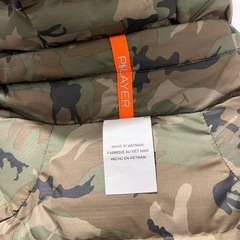 PLAYER
MADE IN VIETNAM
FABRIQUÉ AU VIET NAM
HECHO EN VIETNAM